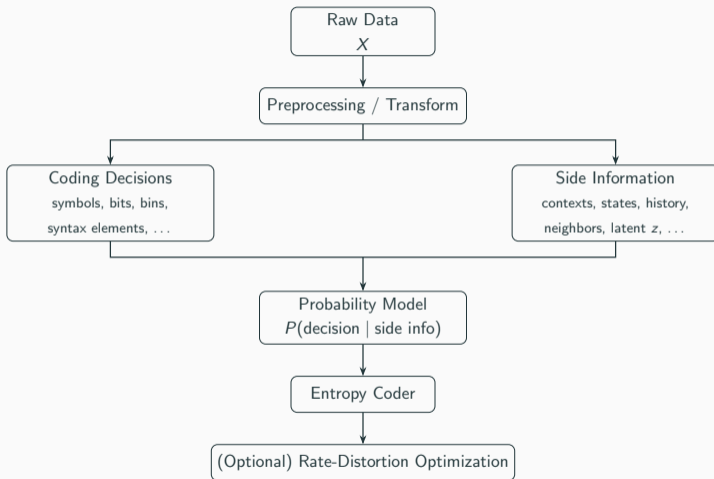 Raw Data
X
Preprocessing / Transform
Coding Decisions
symbols, bits, bins,
syntax elements, ...
Side Information
contexts, states, history,
neighbors, latent z, ...
Probability Model
P(decision | side info)
Entropy Coder
(Optional) Rate-Distortion Optimization